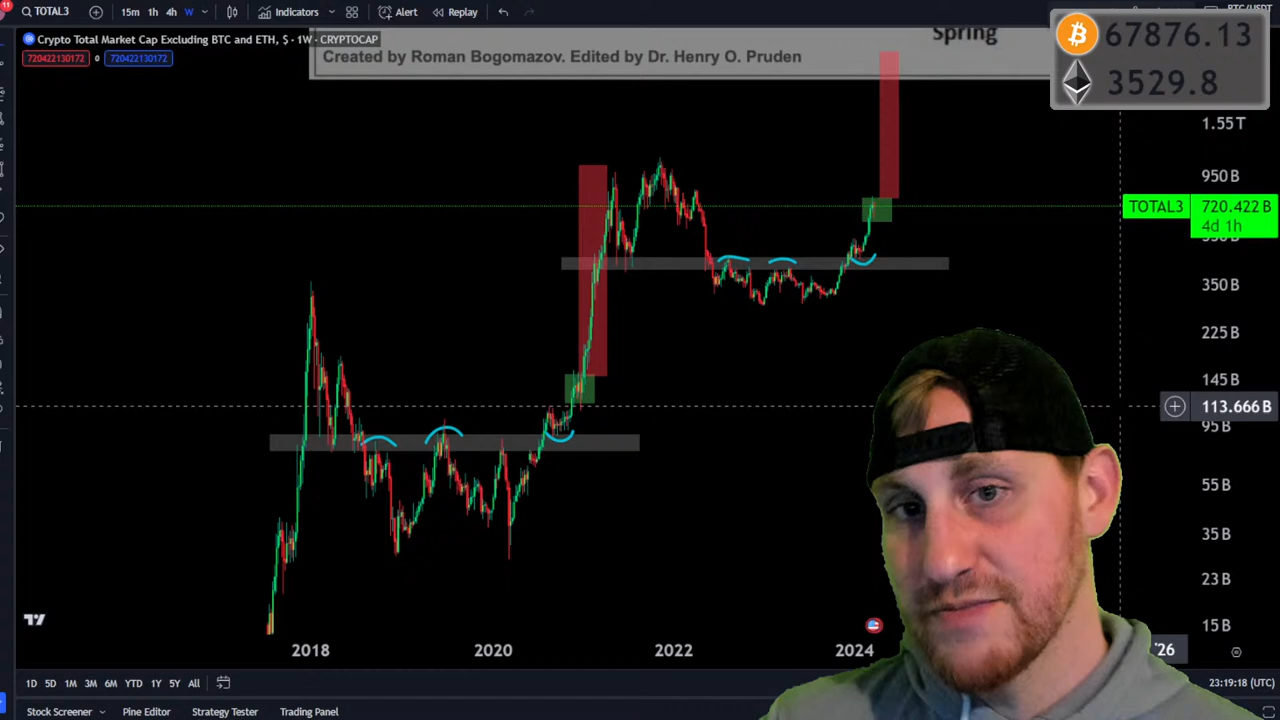 11
TOTAL3
15m 1h 4h W
Indicators
Alert
Replay
BTC/USDT
Crypto Total Market Cap Excluding BTC and ETH, $ · 1W · CRYPTOCAP
720422130172 0 720422130172
Spring
Created by Roman Bogomazov. Edited by Dr. Henry O. Pruden
67876.13
3529.8
1.55 T
950 B
TOTAL3 720.422 B
4d 1h
350 B
225 B
145 B
113.666 B
95 B
55 B
35 B
23 B
15 B
2018 2020 2022 2024 '26
1D 5D 1M 3M 6M YTD 1Y 5Y All
23:19:18 (UTC)
Stock Screener Pine Editor Strategy Tester Trading Panel